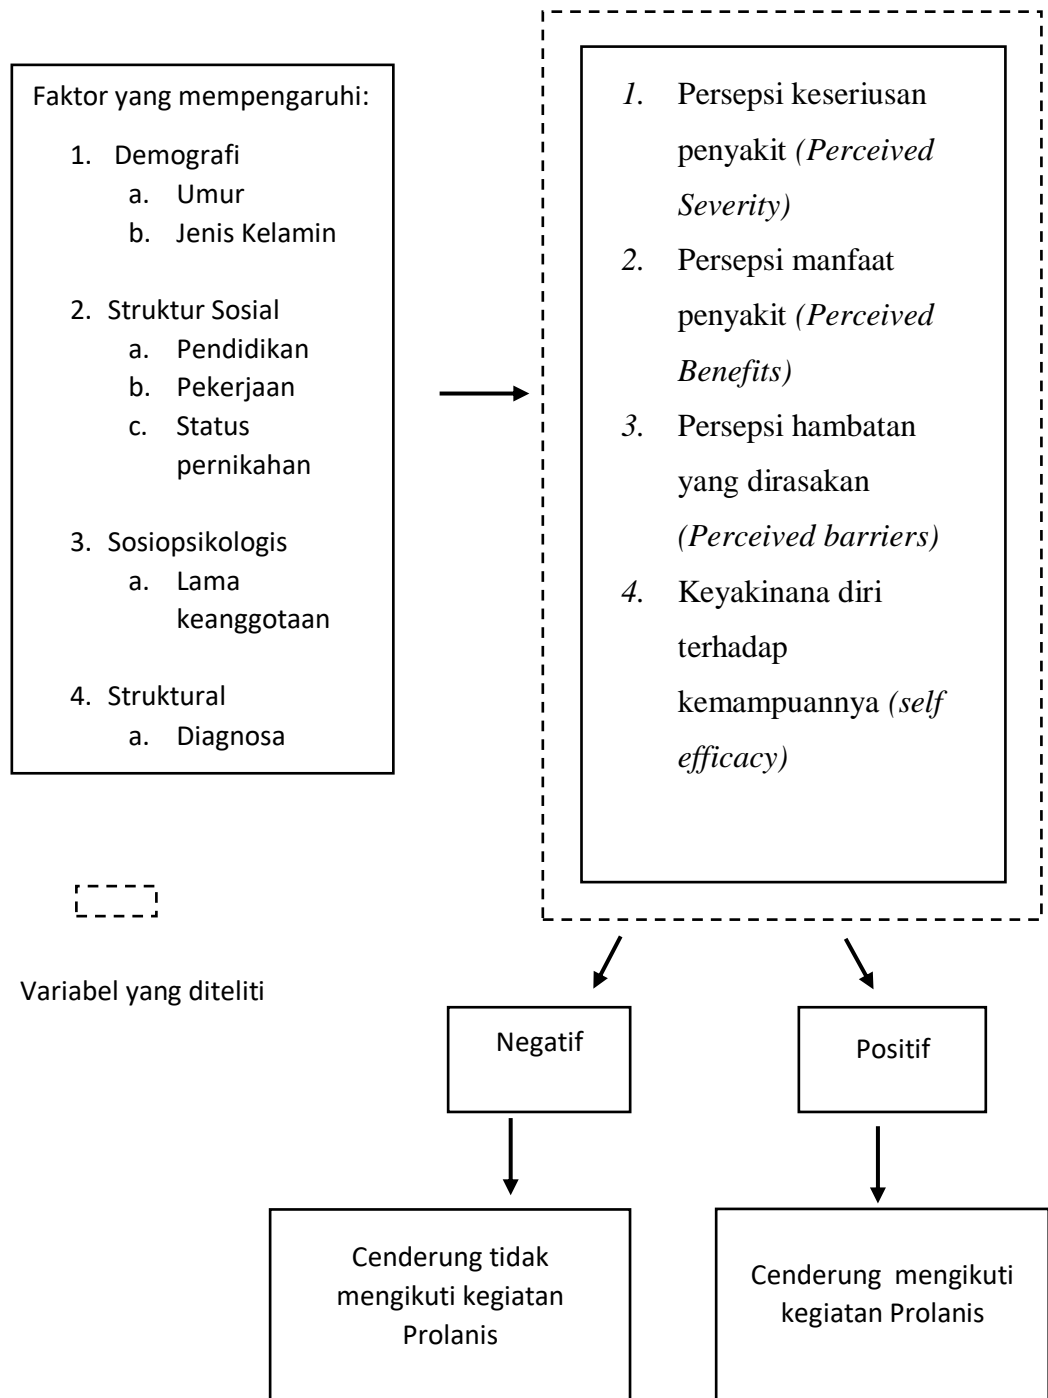 Faktor yang mempengaruhi:
1. Demografi
a. Umur
b. Jenis Kelamin
2. Struktur Sosial
a. Pendidikan
b. Pekerjaan
c. Status
pernikahan
3. Sosiopsikologis
a. Lama
keanggotaan
4. Struktural
a. Diagnosa
1. Persepsi keseriusan
penyakit (Perceived
Severity)
2. Persepsi manfaat
penyakit (Perceived
Benefits)
3. Persepsi hambatan
yang dirasakan
(Perceived barriers)
4. Keyakinana diri
terhadap
kemampuannya (self
efficacy)
Variabel yang diteliti
Negatif
Positif
Cenderung tidak
mengikuti kegiatan
Prolanis
Cenderung mengikuti
kegiatan Prolanis